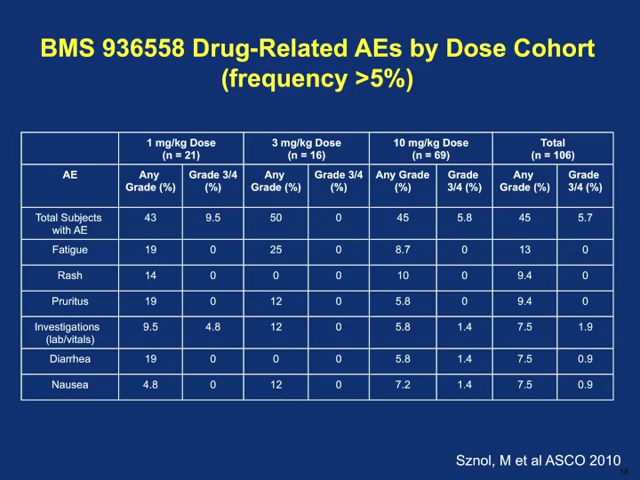 BMS 936558 Drug-Related AEs by Dose Cohort
(frequency >5%)
1 mg/kg Dose (n = 21) 3 mg/kg Dose (n = 16) 10 mg/kg Dose (n = 69) Total (n = 106)
AE Any Grade (%) Grade 3/4 (%) Any Grade (%) Grade 3/4 (%) Any Grade (%) Grade 3/4 (%) Any Grade (%) Grade 3/4 (%)
Total Subjects with AE 43 9.5 50 0 45 5.8 45 5.7
Fatigue 19 0 25 0 8.7 0 13 0
Rash 14 0 0 0 10 0 9.4 0
Pruritus 19 0 12 0 5.8 0 9.4 0
Investigations (lab/vitals) 9.5 4.8 12 0 5.8 1.4 7.5 1.9
Diarrhea 19 0 0 0 5.8 1.4 7.5 0.9
Nausea 4.8 0 12 0 7.2 1.4 7.5 0.9
Sznol, M et al ASCO 2010